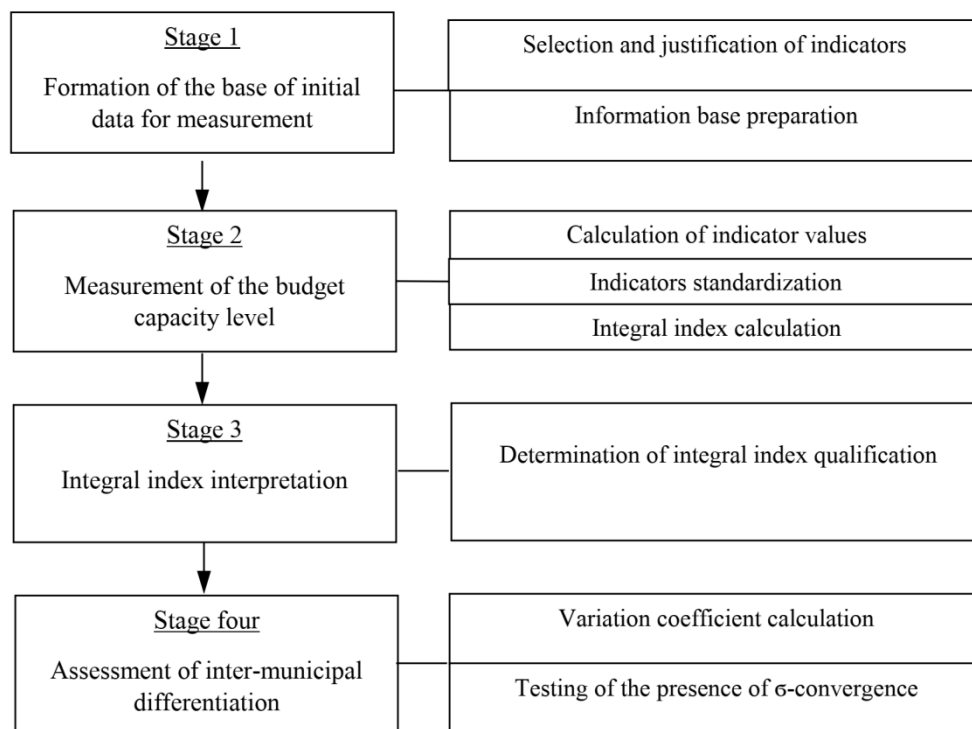 Stage 1
Formation of the base of initial
data for measurement
Selection and justification of indicators
Information base preparation
Stage 2
Measurement of the budget
capacity level
Calculation of indicator values
Indicators standardization
Integral index calculation
Stage 3
Integral index interpretation
Determination of integral index qualification
Stage four
Assessment of inter-municipal
differentiation
Variation coefficient calculation
Testing of the presence of б-convergence